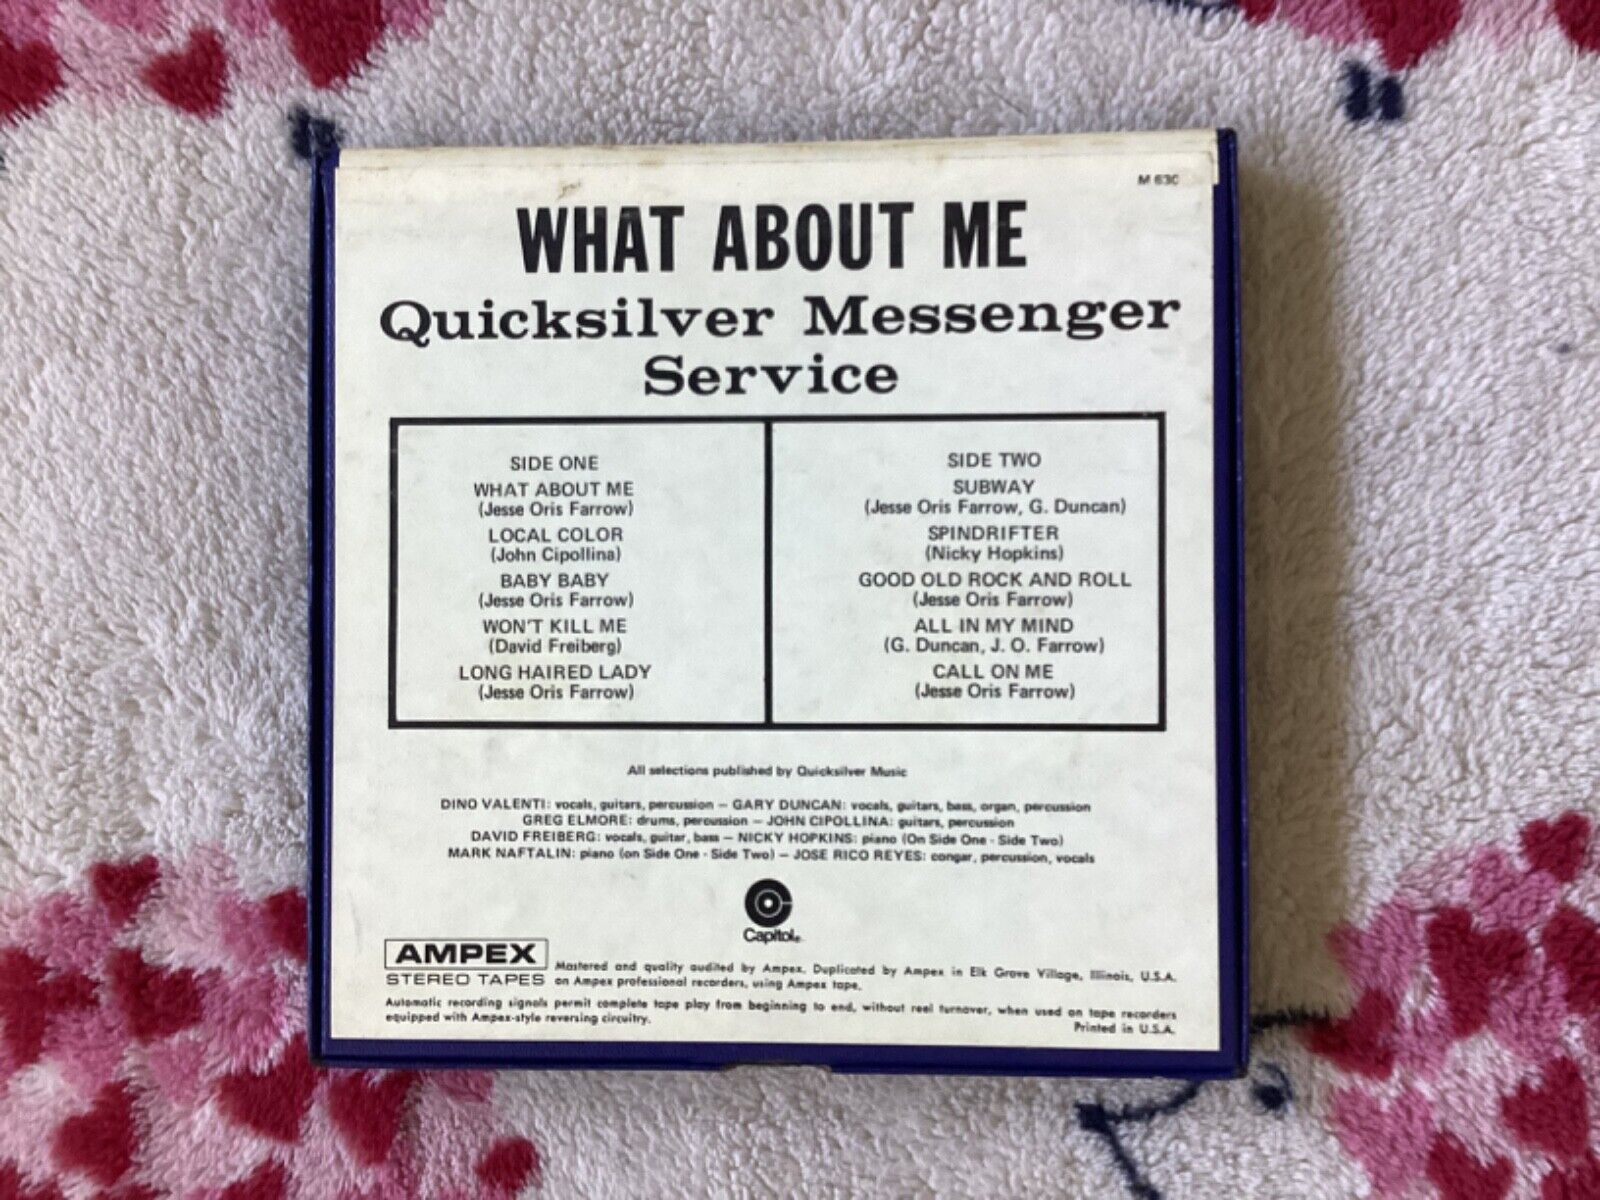 M 630
WHAT ABOUT ME
Quicksilver Messenger
Service
SIDE ONE
WHAT ABOUT ME
(Jesse Oris Farrow)
LOCAL COLOR
(John Cipollina)
BABY BABY
(Jesse Oris Farrow)
WON'T KILL ME
(David Freiberg)
LONG HAIRED LADY
(Jesse Oris Farrow)
SIDE TWO
SUBWAY
(Jesse Oris Farrow, G. Duncan)
SPINDRIFTER
(Nicky Hopkins)
GOOD OLD ROCK AND ROLL
(Jesse Oris Farrow)
ALL IN MY MIND
(G. Duncan, J. O. Farrow)
CALL ON ME
(Jesse Oris Farrow)
All selections published by Quicksilver Music
DINO VALENTI: vocals, guitars, percussion – GARY DUNCAN: vocals, guitars, bass, organ, percussion
GREG ELMORE: drums, percussion – JOHN CIPOLLINA: guitars, percussion
DAVID FREIBERG: vocals, guitar, bass – NICKY HOPKINS: piano (On Side One - Side Two)
MARK NAFTALIN: piano (on Side One - Side Two) – JOSE RICO REYES: congar, percussion, vocals
Capitol®
AMPEX
STEREO TAPES
Mastered and quality audited by Ampex. Duplicated by Ampex in Elk Grove Village, Illinois, U.S.A.
on Ampex professional recorders, using Ampex tape.
Automatic recording signals permit complete tape play from beginning to end, without reel turnover, when used on tape recorders
equipped with Ampex-style reversing circuitry.
Printed in U.S.A.